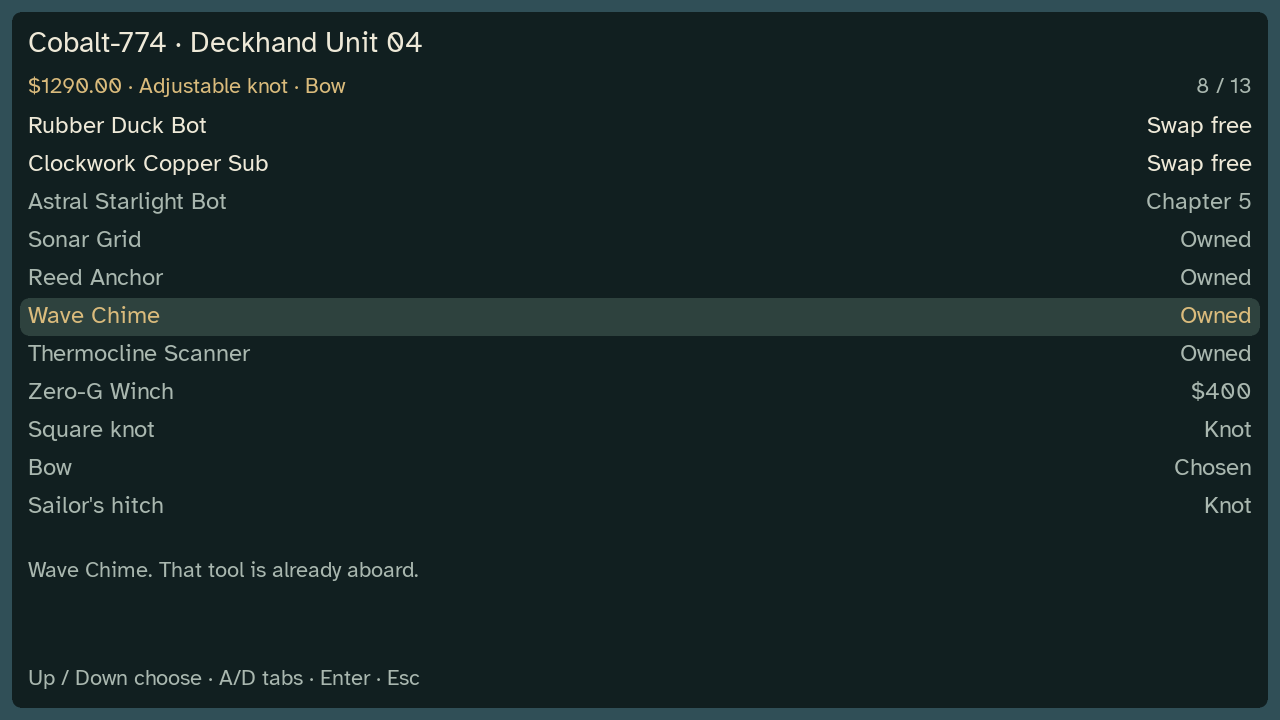 Cobalt-774 · Deckhand Unit 04
$1290.00 · Adjustable knot · Bow 8 / 13
Rubber Duck Bot Swap free
Clockwork Copper Sub Swap free
Astral Starlight Bot Chapter 5
Sonar Grid Owned
Reed Anchor Owned
Wave Chime Owned
Thermocline Scanner Owned
Zero-G Winch $400
Square knot Knot
Bow Chosen
Sailor's hitch Knot
Wave Chime. That tool is already aboard.
Up / Down choose · A/D tabs · Enter · Esc